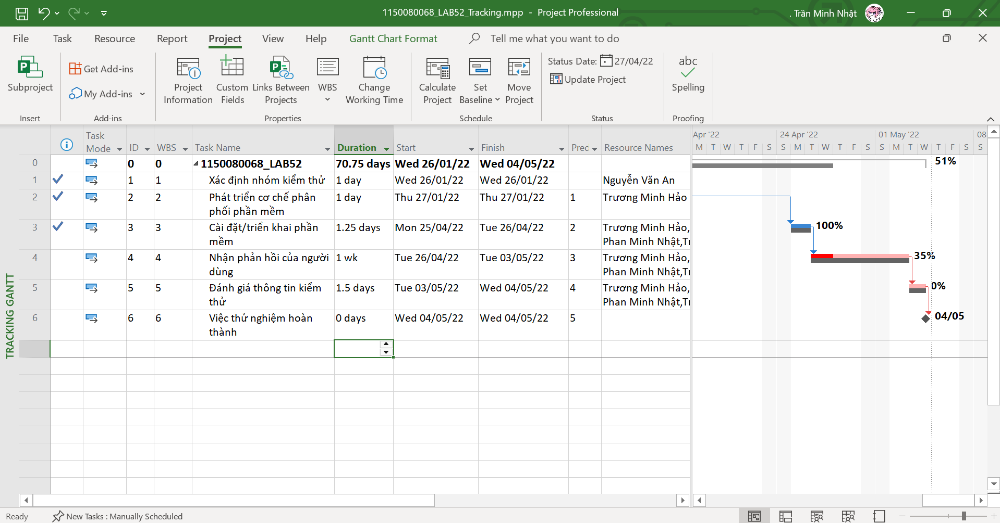 1150080068_LAB52_Tracking.mpp - Project Professional
. Trần Minh Nhật
File Task Resource Report Project View Help Gantt Chart Format Tell me what you want to do
Subproject
Insert
Get Add-ins
My Add-ins
Add-ins
Project
Information
Custom
Fields
Links Between
Projects
WBS
Change
Working Time
Properties
Calculate
Project
Set
Baseline
Move
Project
Schedule
Status Date: 27/04/22
Update Project
Status
abc
Spelling
Proofing
Task
Mode ID WBS Task Name Duration Start Finish Prec Resource Names
Apr '22 24 Apr '22 01 May '22 08
M T W T F S S M T W T F S S M T W T F S S
0 0 0 1150080068_LAB52 70.75 days Wed 26/01/22 Wed 04/05/22 51%
1 1 1 Xác định nhóm kiểm thử 1 day Wed 26/01/22 Wed 26/01/22 Nguyễn Văn An
2 2 2 Phát triển cơ chế phân 1 day Thu 27/01/22 Thu 27/01/22 1 Trương Minh Hảo
phối phần mềm
3 3 3 Cài đặt/triển khai phần 1.25 days Mon 25/04/22 Tue 26/04/22 2 Trương Minh Hảo, 100%
mềm Phan Minh Nhật,Tr
4 4 4 Nhận phản hồi của người 1 wk Tue 26/04/22 Tue 03/05/22 3 Trương Minh Hảo, 35%
dùng Phan Minh Nhật,Tr
5 5 5 Đánh giá thông tin kiểm 1.5 days Tue 03/05/22 Wed 04/05/22 4 Trương Minh Hảo, 0%
thử Phan Minh Nhật,Tr
6 6 6 Việc thử nghiệm hoàn 0 days Wed 04/05/22 Wed 04/05/22 5 04/05
thành
TRACKING GANTT
Ready New Tasks : Manually Scheduled